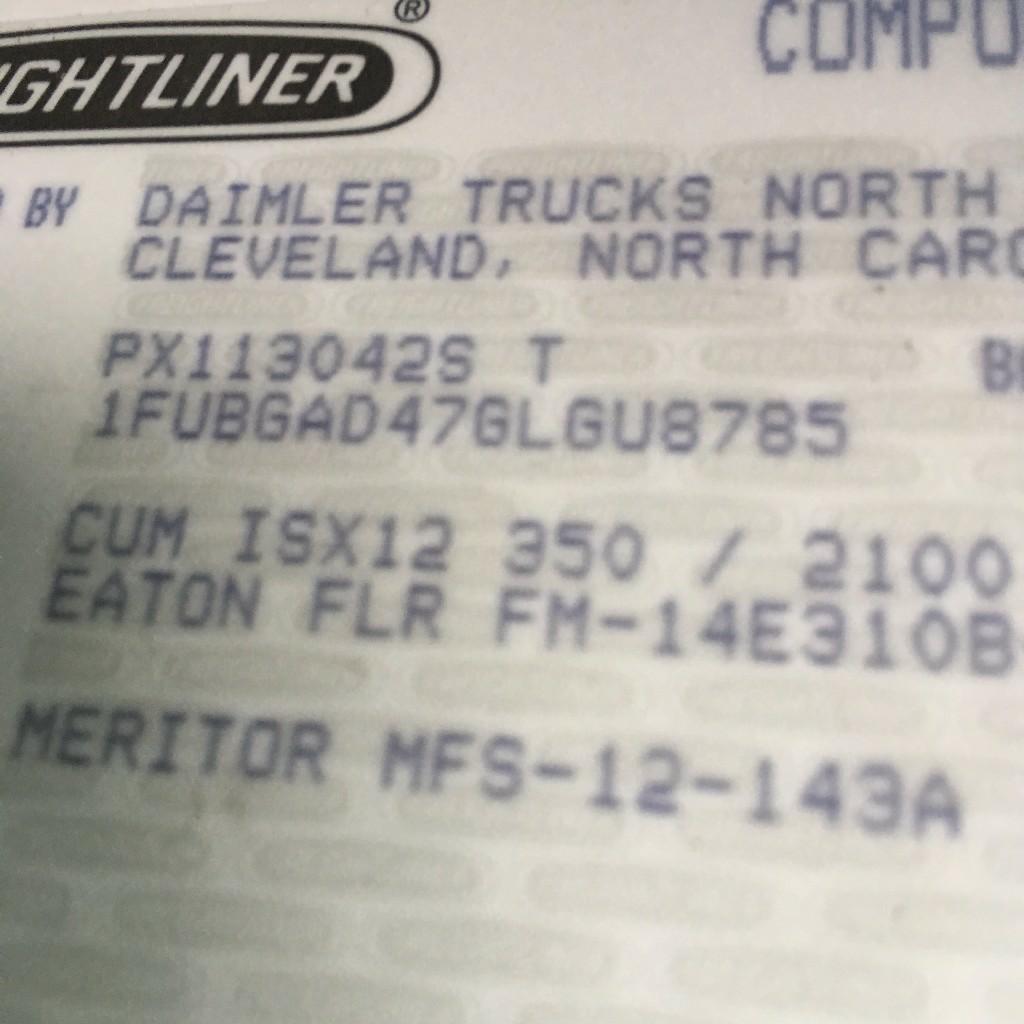 GHTLINER ®
COMPO
BY DAIMLER TRUCKS NORTH
CLEVELAND, NORTH CARO
PX113042S T
1FUBGAD47GLGU8785
CUM ISX12 350 / 2100
EATON FLR FM-14E310B-
MERITOR MFS-12-143A